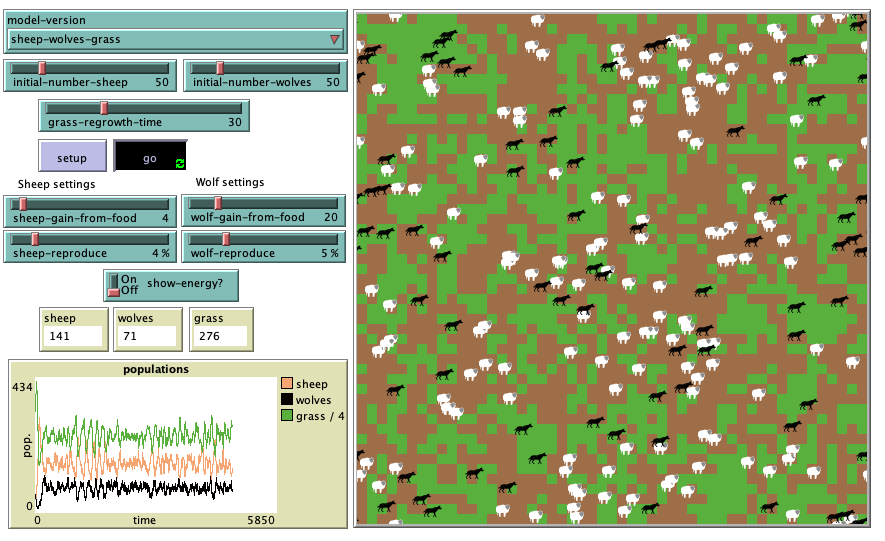 model-version
sheep-wolves-grass
initial-number-sheep 50
initial-number-wolves 50
grass-regrowth-time 30
setup
go
Sheep settings
Wolf settings
sheep-gain-from-food 4
wolf-gain-from-food 20
sheep-reproduce 4 %
wolf-reproduce 5 %
On
Off
show-energy?
sheep
141
wolves
71
grass
276
populations
434
pop.
0
0
time
5850
sheep
wolves
grass / 4